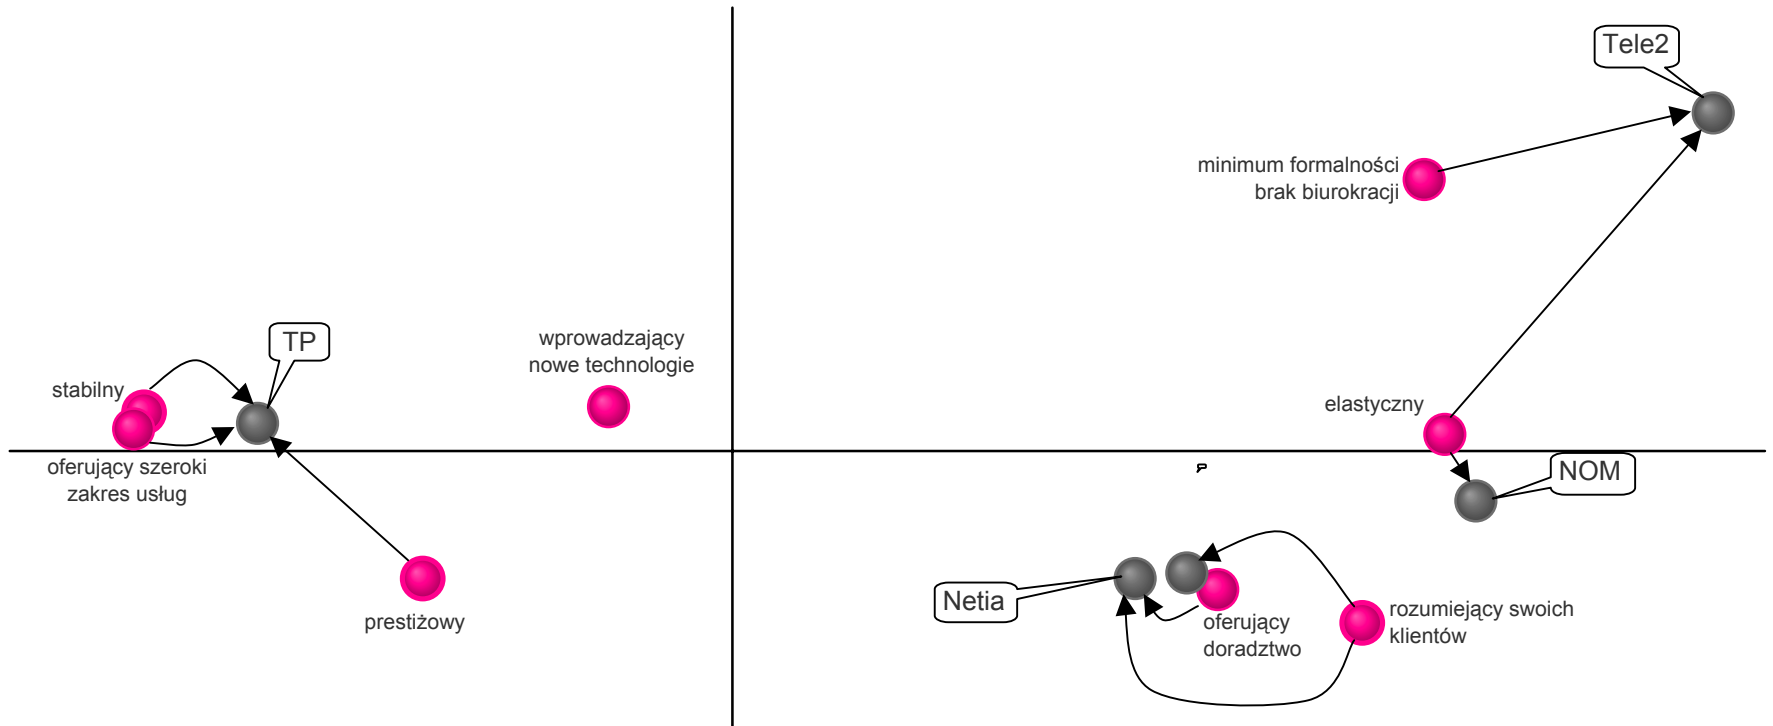 Tele2
minimum formalności
brak biurokracji
TP
wprowadzający
nowe technologie
stabilny
elastyczny
oferujący szeroki
zakres usług
NOM
Netia
prestiżowy
oferujący
doradztwo
rozumiejący swoich
klientów